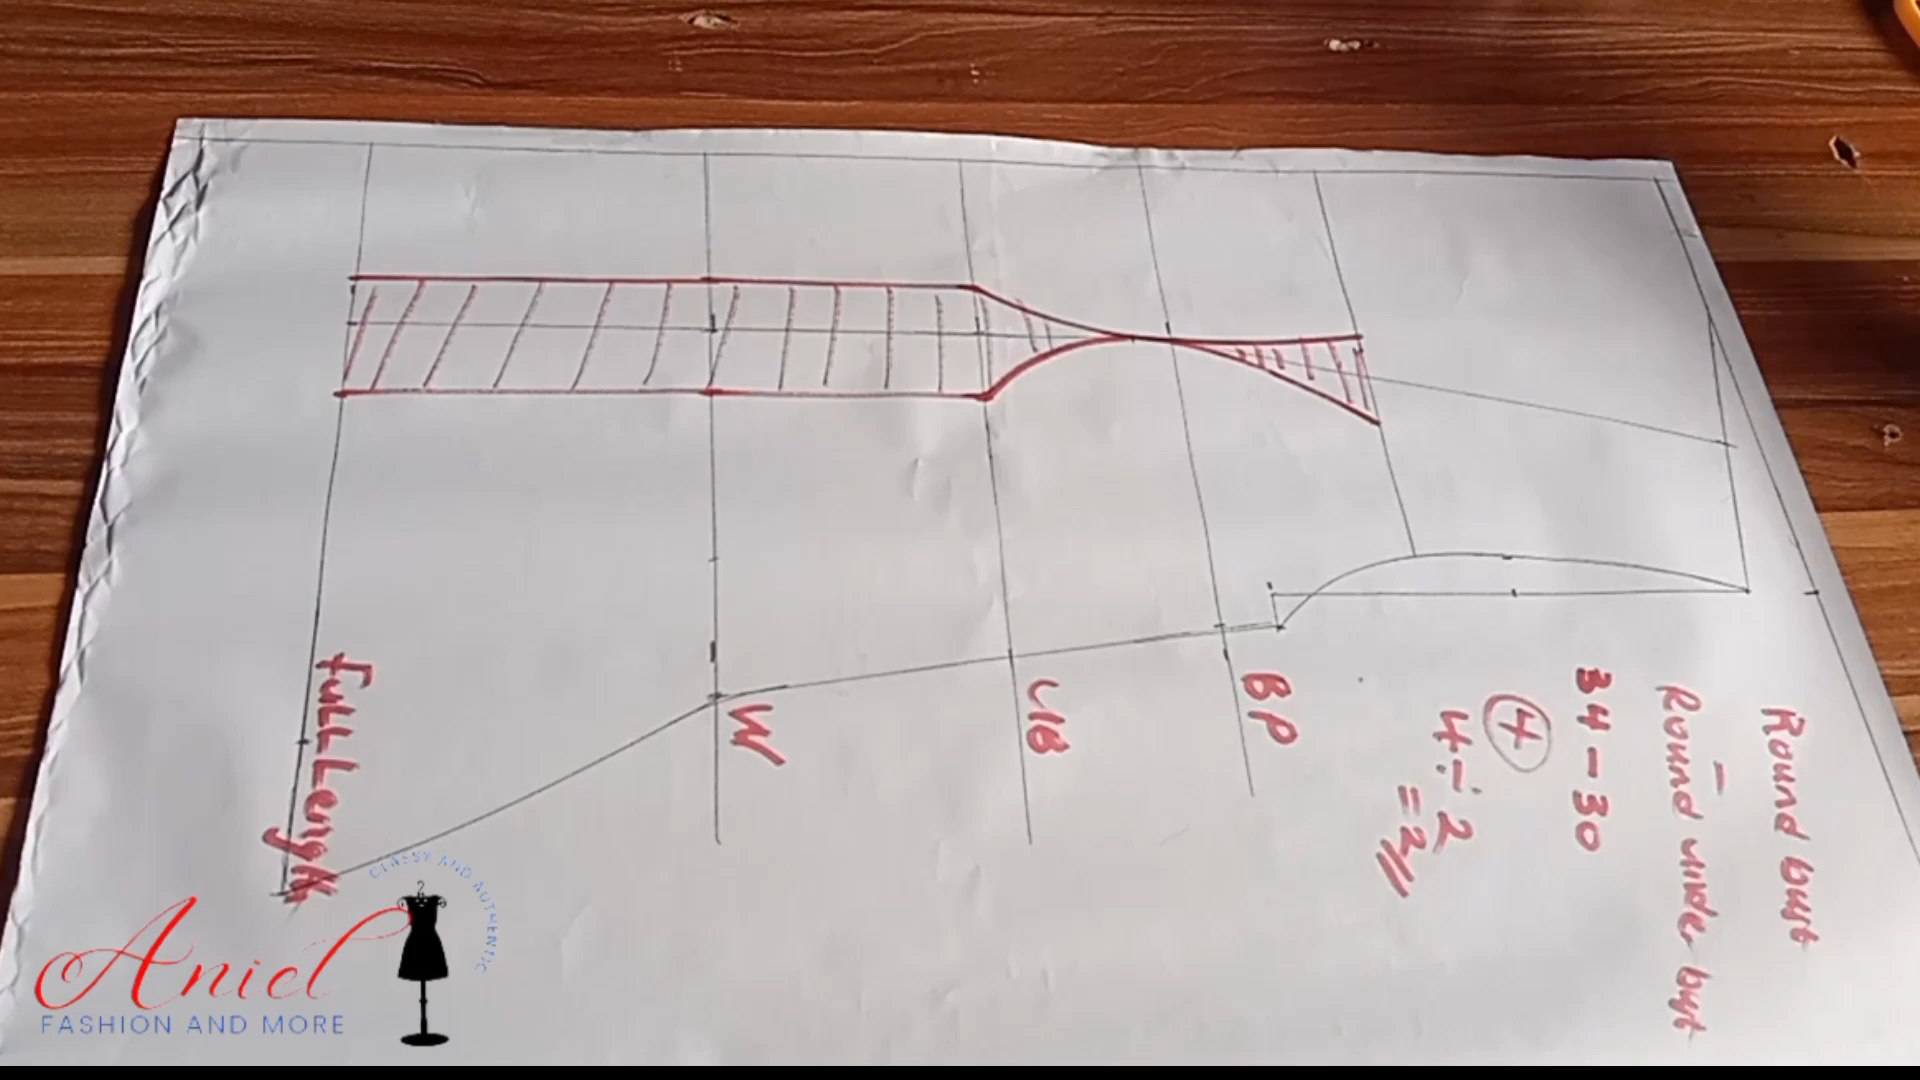 Round bust
-
Round under bust
34-30
4
4÷2
=2//
BP
UB
W
Full Length
CLASSY AND AUTHENTIC
Aniel
FASHION AND MORE